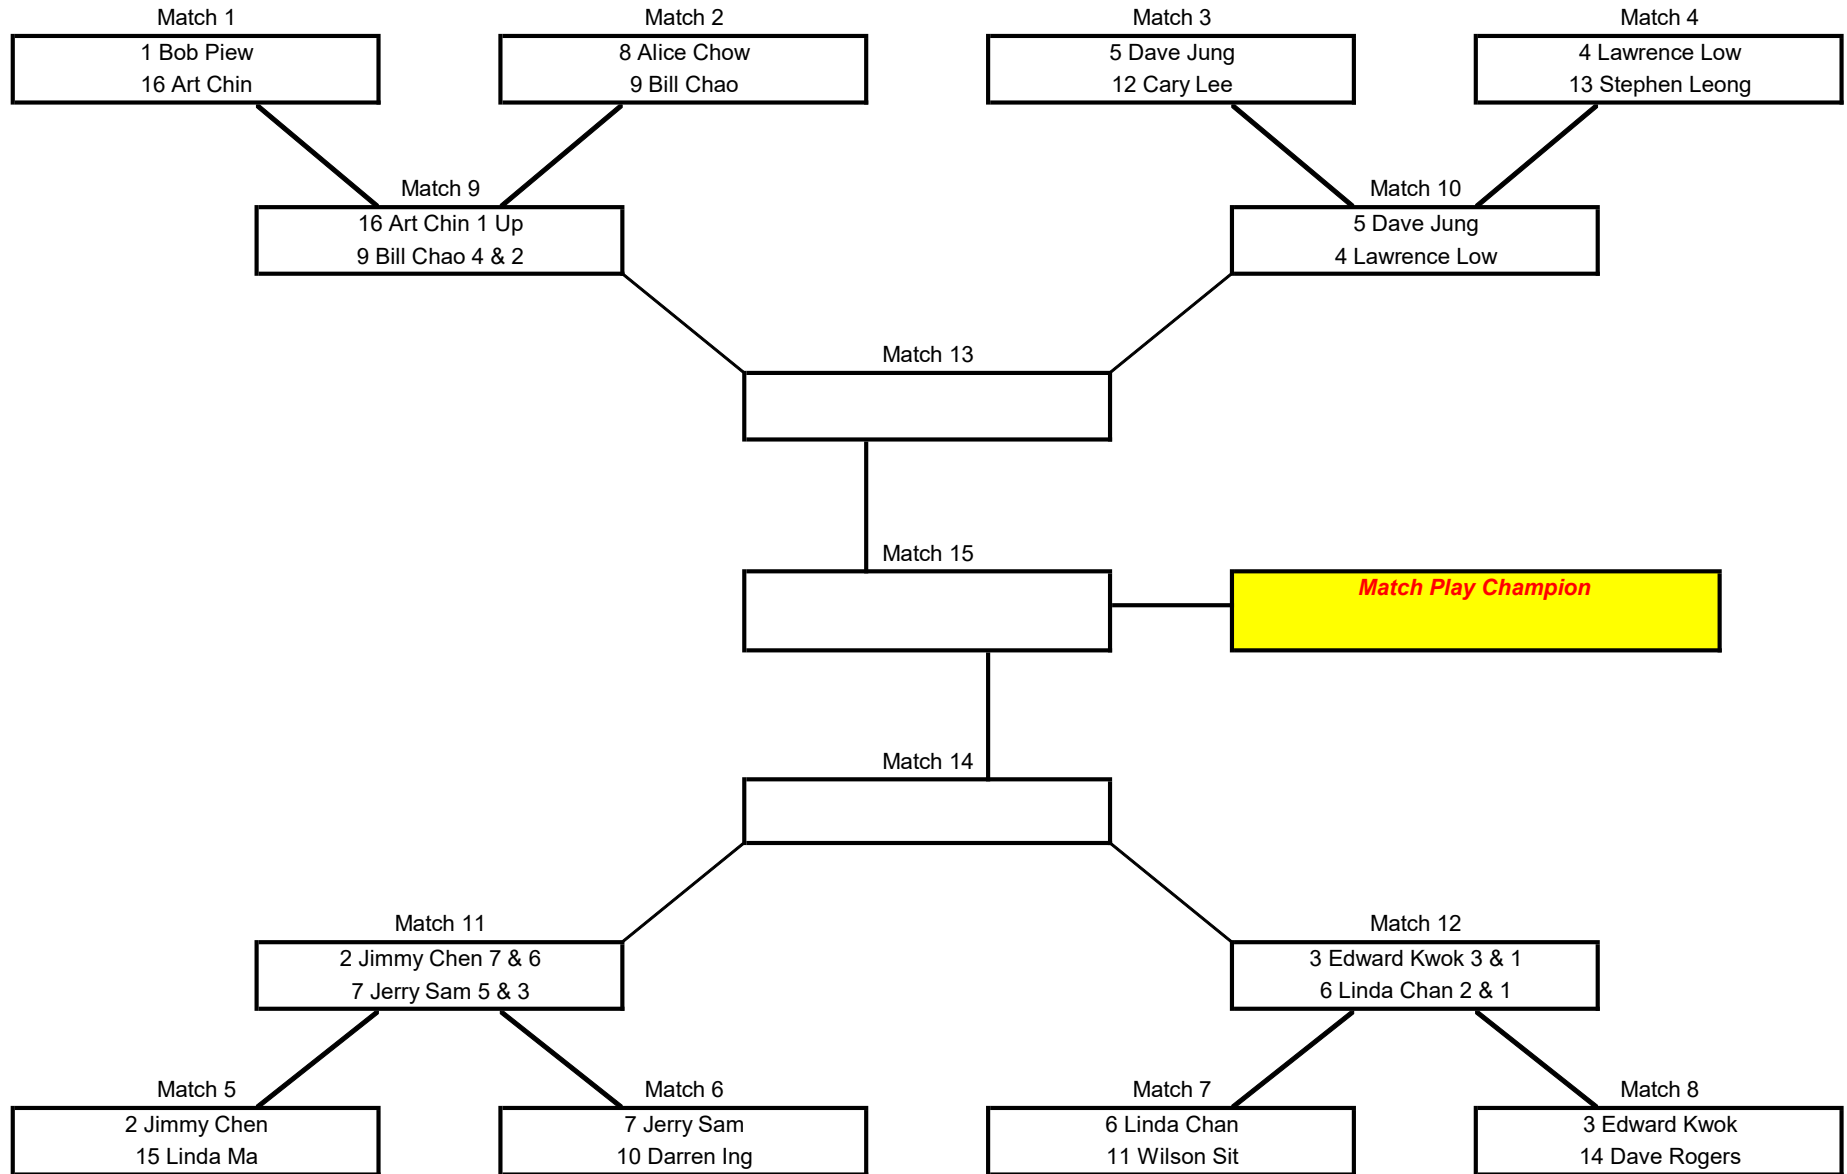 Match 1
Match 2
Match 3
Match 4
1 Bob Piew
16 Art Chin
8 Alice Chow
9 Bill Chao
5 Dave Jung
12 Cary Lee
4 Lawrence Low
13 Stephen Leong
Match 9
Match 10
16 Art Chin 1 Up
9 Bill Chao 4 & 2
5 Dave Jung
4 Lawrence Low
Match 13
Match 15
Match Play Champion
Match 14
Match 11
Match 12
2 Jimmy Chen 7 & 6
7 Jerry Sam 5 & 3
3 Edward Kwok 3 & 1
6 Linda Chan 2 & 1
Match 5
Match 6
Match 7
Match 8
2 Jimmy Chen
15 Linda Ma
7 Jerry Sam
10 Darren Ing
6 Linda Chan
11 Wilson Sit
3 Edward Kwok
14 Dave Rogers